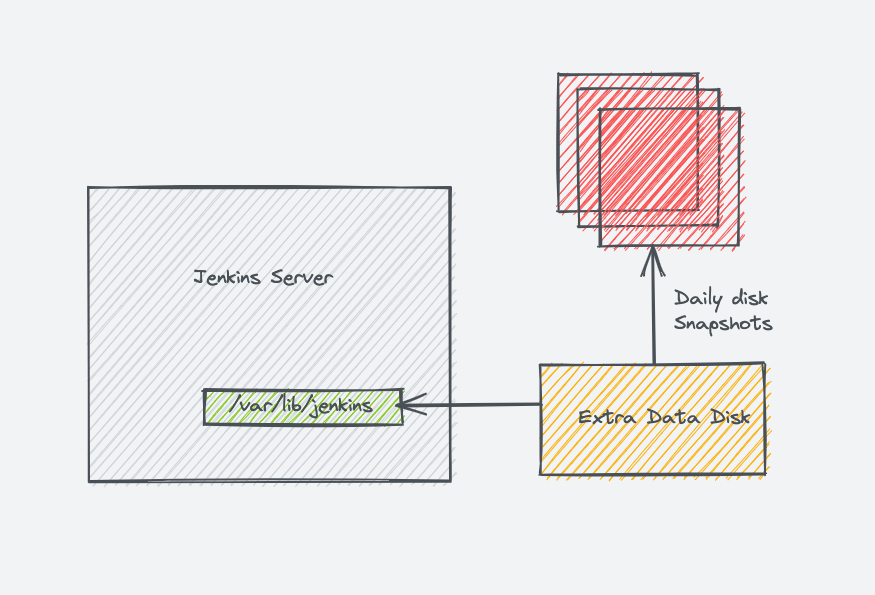 Jenkins Server
/var/lib/jenkins
Daily disk
Snapshots
Extra Data Disk